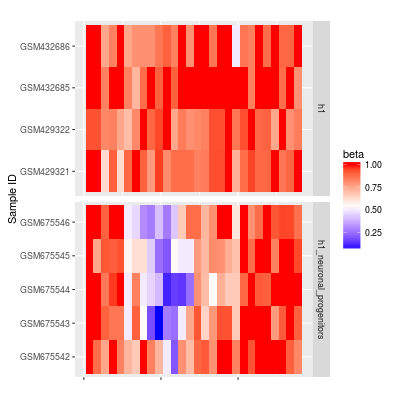 GSM432686
GSM432685
GSM429322
GSM429321
h1
GSM675546
GSM675545
GSM675544
GSM675543
GSM675542
h1_neuronal_progenitors
Sample ID
beta
1.00
0.75
0.50
0.25